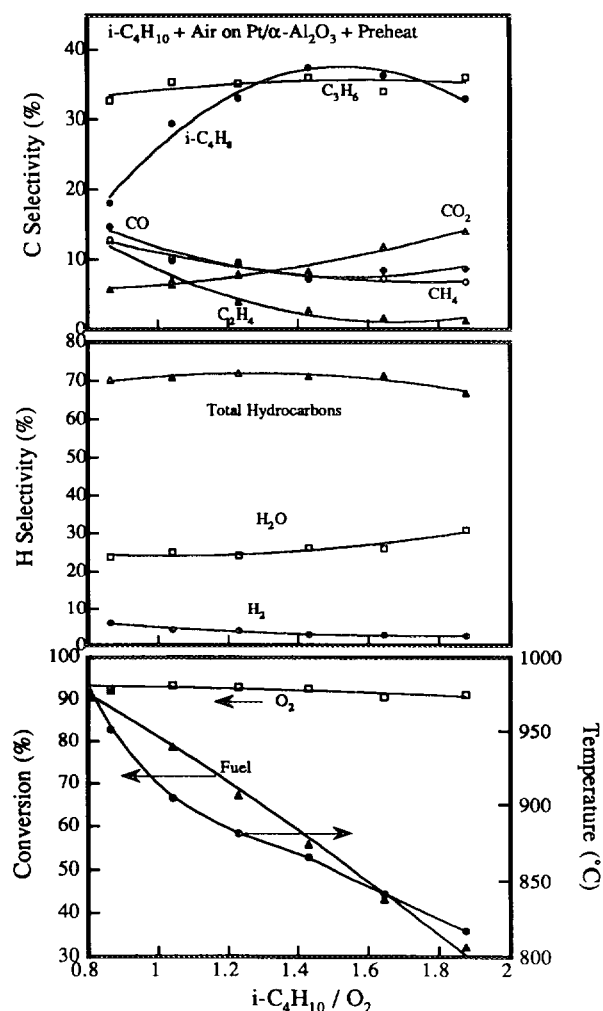 i-C₄H₁₀ + Air on Pt/α-Al₂O₃ + Preheat
C Selectivity (%)
50
40
30
20
10
0
C₃H₆
i-C₄H₈
CO
CO₂
CH₄
C₂H₄
H Selectivity (%)
80
70
60
50
40
30
20
10
0
Total Hydrocarbons
H₂O
H₂
Conversion (%)
100
90
80
70
60
50
40
30
O₂
Fuel
1000
950
900
850
800
Temperature (°C)
0.8 1 1.2 1.4 1.6 1.8 2
i-C₄H₁₀ / O₂